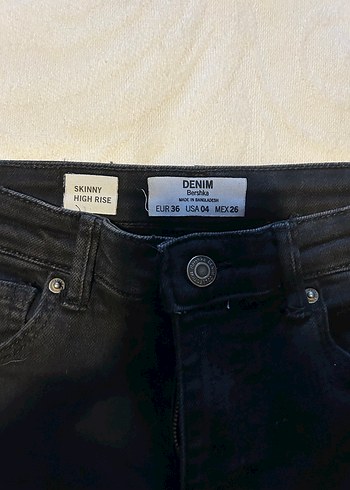 SKINNY
HIGH RISE
DENIM
Bershka
MADE IN BANGLADESH
EUR 36 USA 04 MEX 26